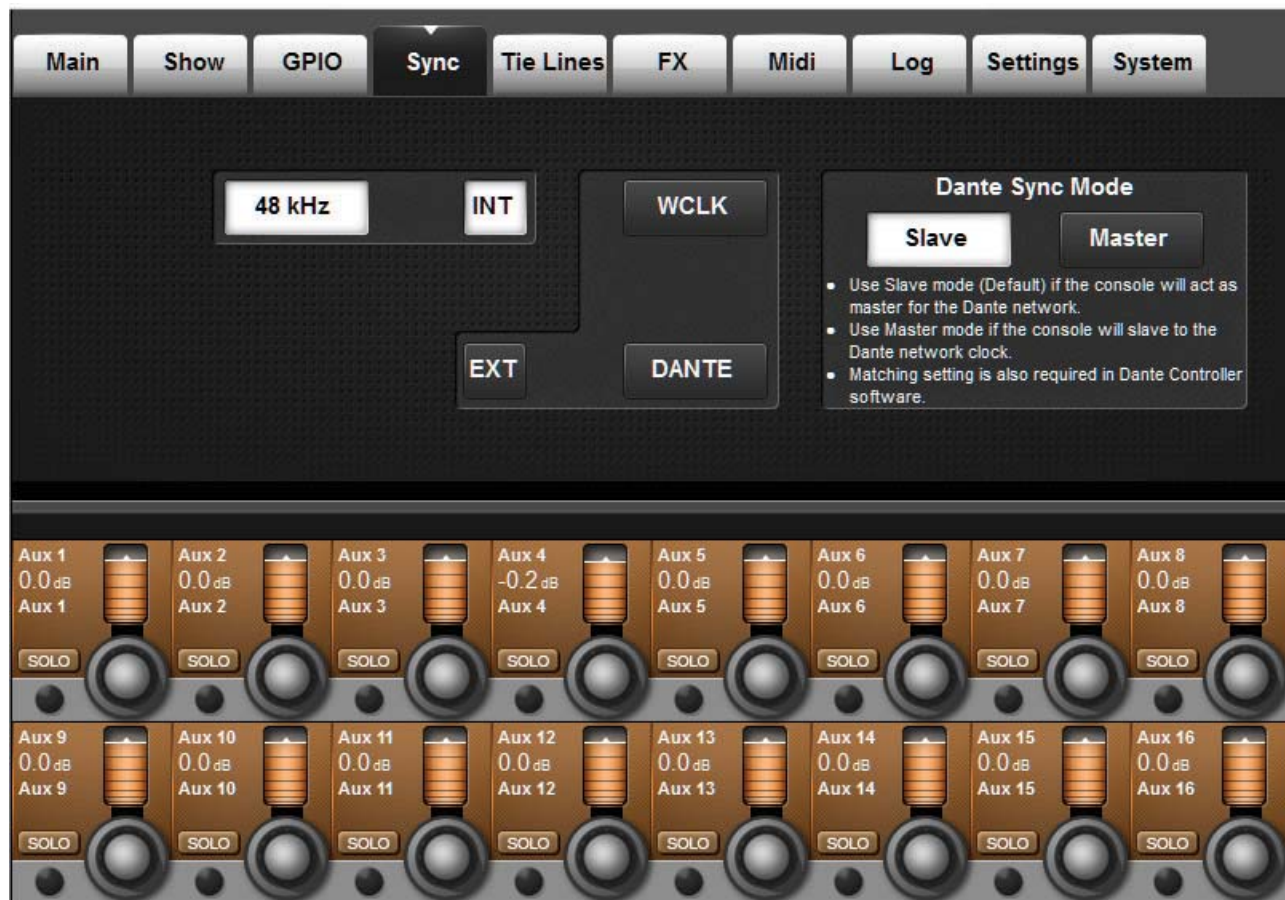 Main Show GPIO Sync Tie Lines FX Midi Log Settings System
48 kHz INT WCLK
EXT DANTE
Dante Sync Mode
Slave Master
• Use Slave mode (Default) if the console will act as
master for the Dante network.
• Use Master mode if the console will slave to the
Dante network clock.
• Matching setting is also required in Dante Controller
software.
Aux 1 Aux 2 Aux 3 Aux 4 Aux 5 Aux 6 Aux 7 Aux 8
0.0 dB 0.0 dB 0.0 dB -0.2 dB 0.0 dB 0.0 dB 0.0 dB 0.0 dB
Aux 1 Aux 2 Aux 3 Aux 4 Aux 5 Aux 6 Aux 7 Aux 8
SOLO SOLO SOLO SOLO SOLO SOLO SOLO SOLO
Aux 9 Aux 10 Aux 11 Aux 12 Aux 13 Aux 14 Aux 15 Aux 16
0.0 dB 0.0 dB 0.0 dB 0.0 dB 0.0 dB 0.0 dB 0.0 dB 0.0 dB
Aux 9 Aux 10 Aux 11 Aux 12 Aux 13 Aux 14 Aux 15 Aux 16
SOLO SOLO SOLO SOLO SOLO SOLO SOLO SOLO